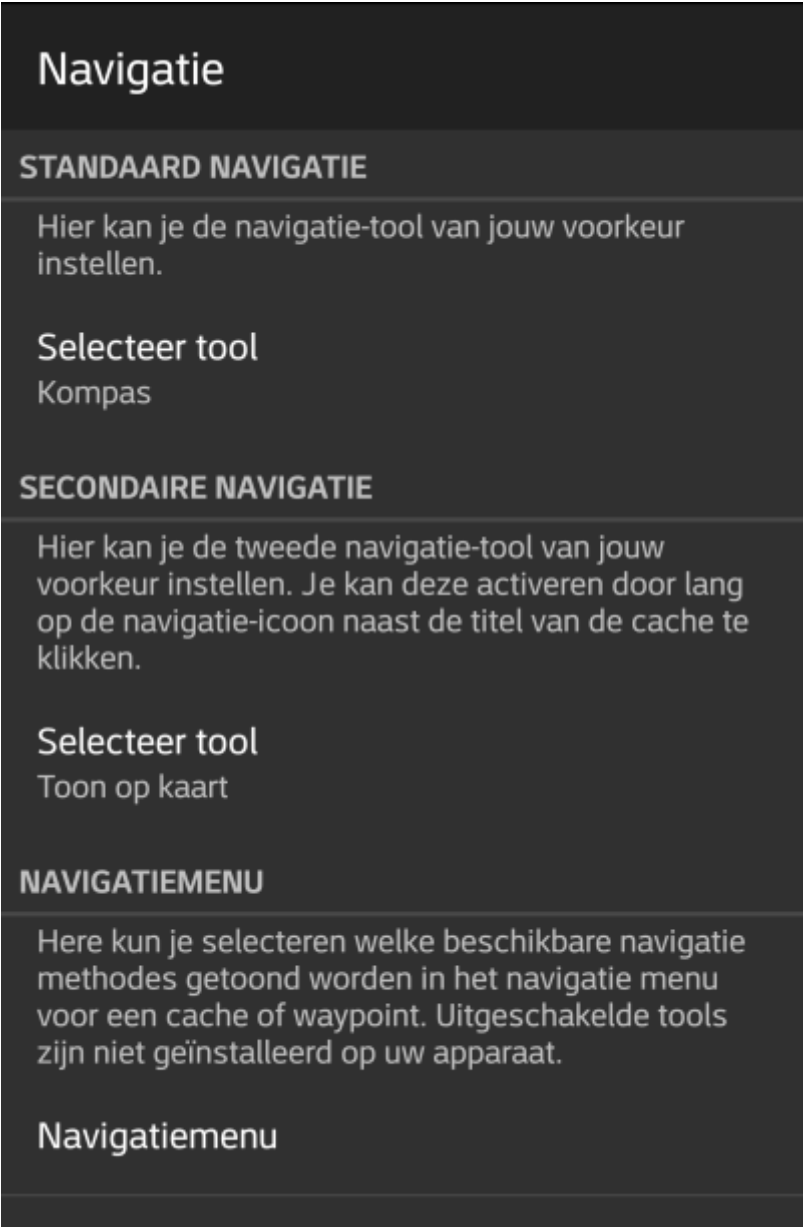 Navigatie
STANDAARD NAVIGATIE
Hier kan je de navigatie-tool van jouw voorkeur
instellen.
Selecteer tool
Kompas
SECONDAIRE NAVIGATIE
Hier kan je de tweede navigatie-tool van jouw
voorkeur instellen. Je kan deze activeren door lang
op de navigatie-icoon naast de titel van de cache te
klikken.
Selecteer tool
Toon op kaart
NAVIGATIEMENU
Here kun je selecteren welke beschikbare navigatie
methodes getoond worden in het navigatie menu
voor een cache of waypoint. Uitgeschakelde tools
zijn niet geïnstalleerd op uw apparaat.
Navigatiemenu